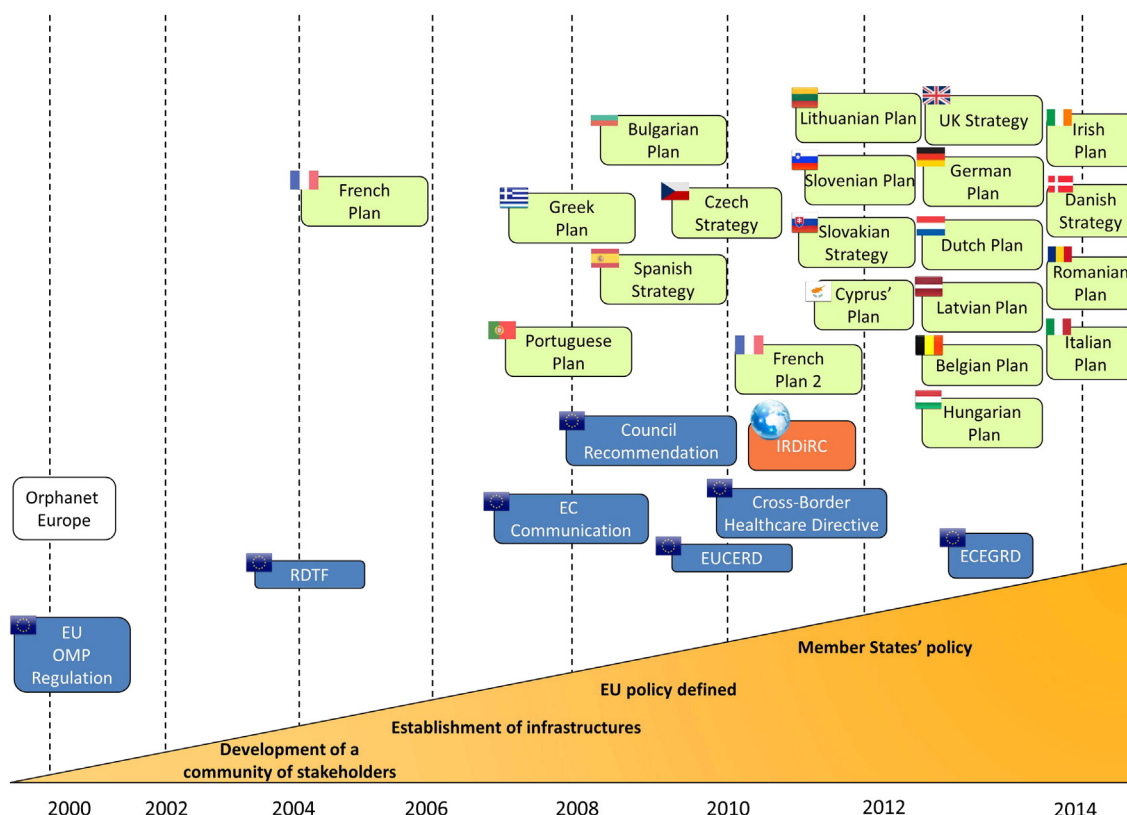 Lithuanian Plan
UK Strategy
Irish
Plan
Bulgarian
Plan
Slovenian Plan
German
Plan
French
Plan
Greek
Plan
Czech
Strategy
Danish
Strategy
Slovakian
Strategy
Dutch Plan
Spanish
Strategy
Romanian
Plan
Cyprus’
Plan
Latvian Plan
Portuguese
Plan
French
Plan 2
Belgian Plan
Italian
Plan
Hungarian
Plan
Council
Recommendation
IRDiRC
Orphanet
Europe
EC
Communication
Cross-Border
Healthcare Directive
RDTF
EUCERD
ECEGRD
EU
OMP
Regulation
Member States’ policy
EU policy defined
Establishment of infrastructures
Development of a
community of stakeholders
2000 2002 2004 2006 2008 2010 2012 2014